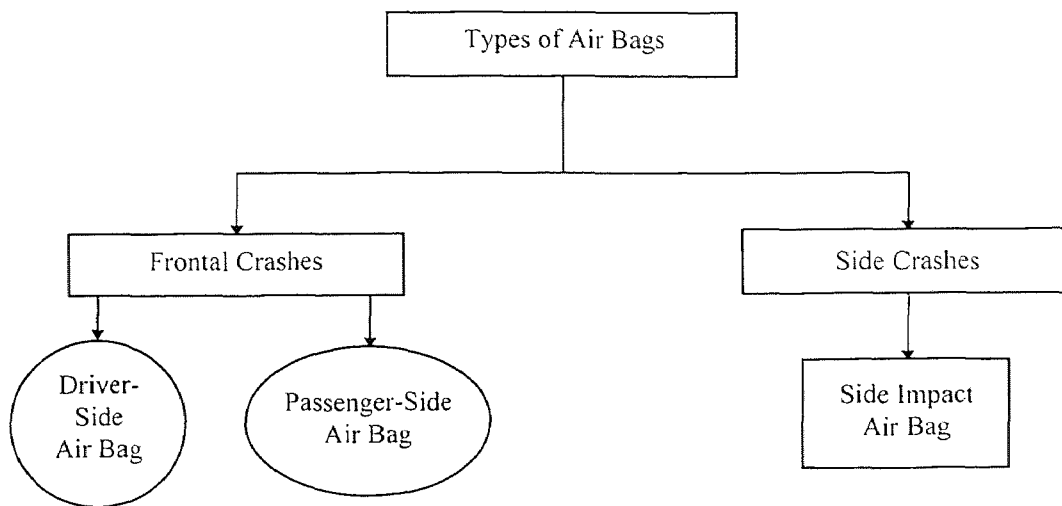 Types of Air Bags
Frontal Crashes
Side Crashes
Driver-
Side
Air Bag
Passenger-Side
Air Bag
Side Impact
Air Bag